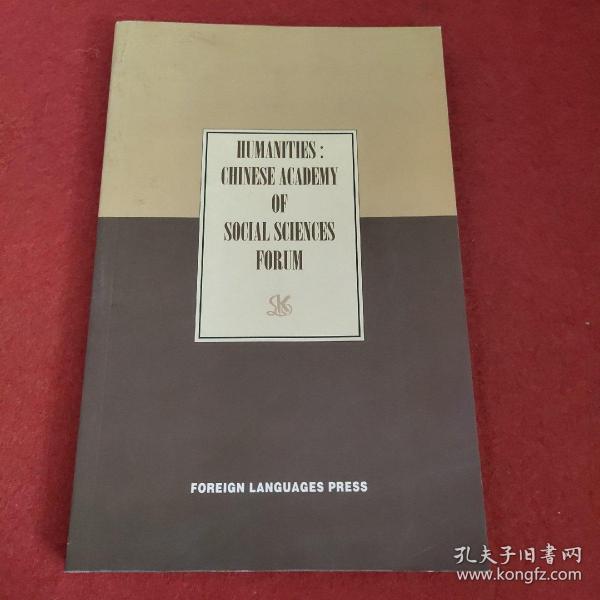 HUMANITIES:
CHINESE ACADEMY
OF
SOCIAL SCIENCES
FORUM
FOREIGN LANGUAGES PRESS
孔夫子旧书网
www.kongfz.com